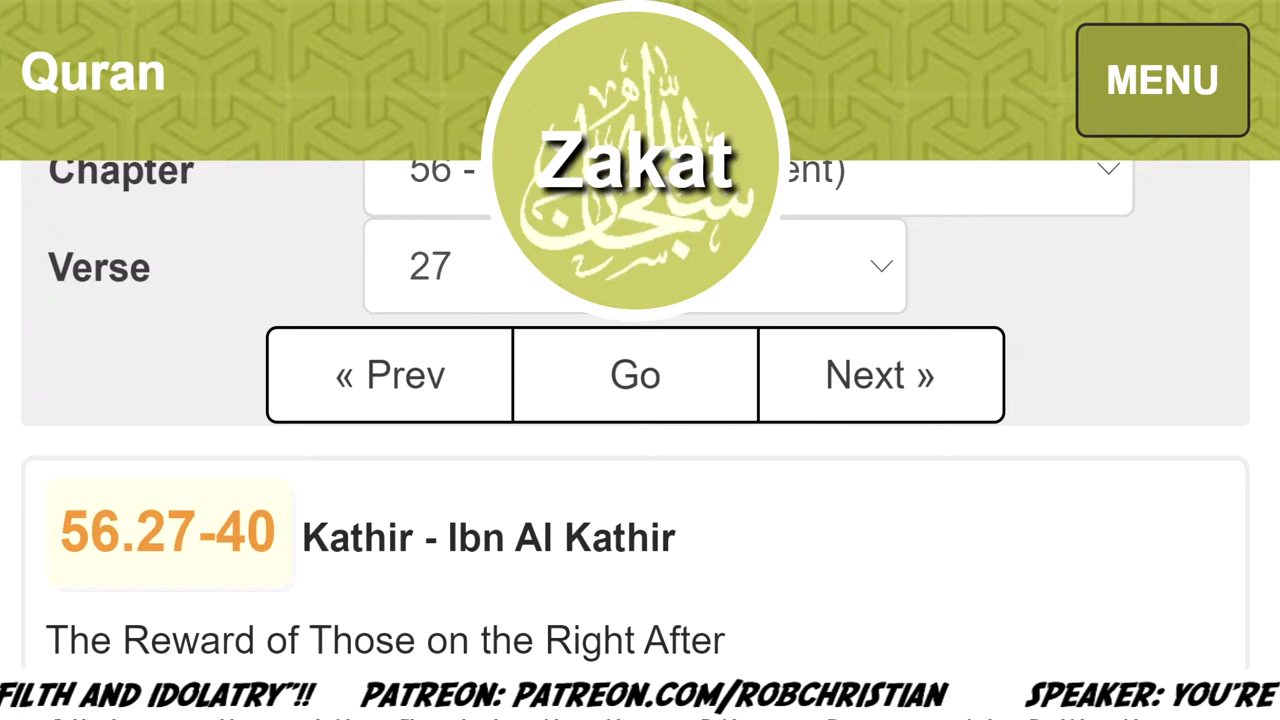 Quran
Zakat
MENU
Chapter
56 - ent)
Verse
27
« Prev
Go
Next »
56.27-40 Kathir - Ibn Al Kathir
The Reward of Those on the Right After
FILTH AND IDOLATRY"!! PATREON: PATREON.COM/ROBCHRISTIAN SPEAKER: YOU'RE